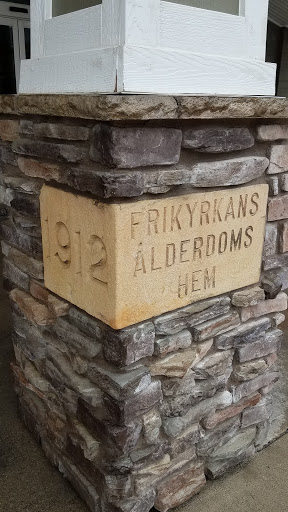 1912
FRIKYRKANS
ÅLDERDOMS
HEM